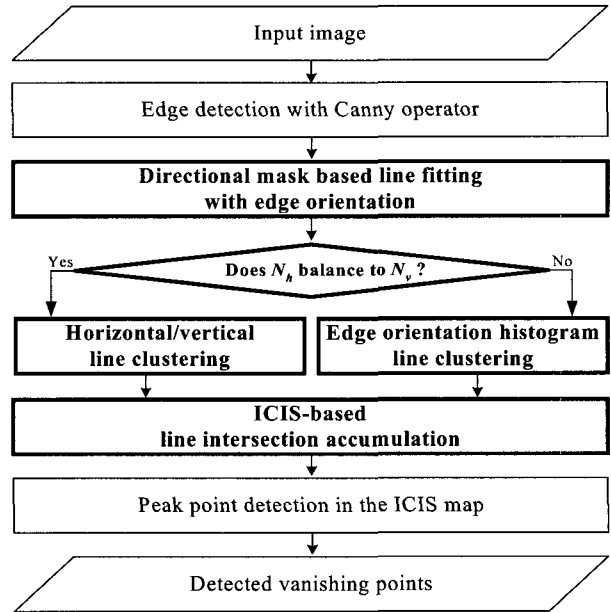 Input image
Edge detection with Canny operator
Directional mask based line fitting
with edge orientation
Yes
Does N_h balance to N_v ?
No
Horizontal/vertical
line clustering
Edge orientation histogram
line clustering
ICIS-based
line intersection accumulation
Peak point detection in the ICIS map
Detected vanishing points